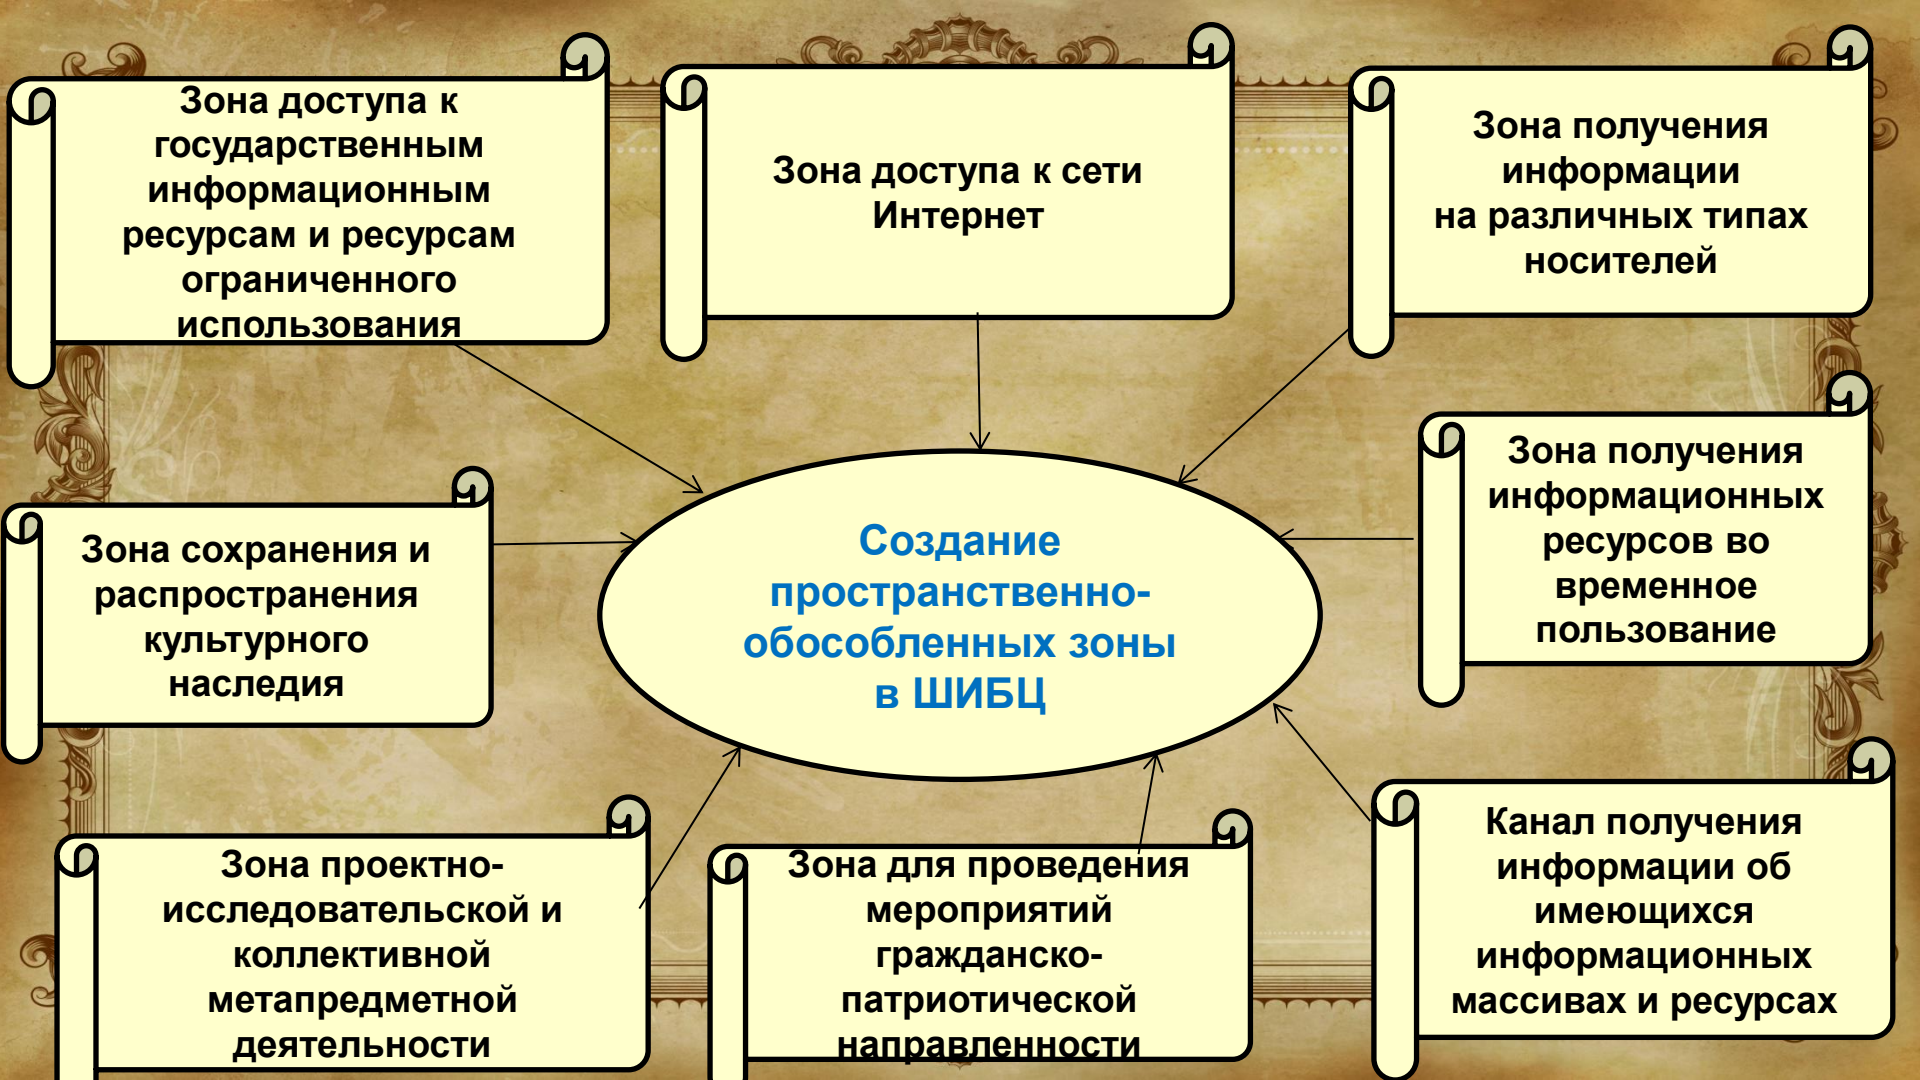 Зона доступа к
государственным
информационным
ресурсам и ресурсам
ограниченного
использования
Зона доступа к сети
Интернет
Зона получения
информации
на различных типах
носителей
Зона сохранения и
распространения
культурного
наследия
Создание
пространственно-
обособленных зоны
в ШИБЦ
Зона получения
информационных
ресурсов во
временное
пользование
Зона проектно-
исследовательской и
коллективной
метапредметной
деятельности
Зона для проведения
мероприятий
гражданско-
патриотической
направленности
Канал получения
информации об
имеющихся
информационных
массивах и ресурсах